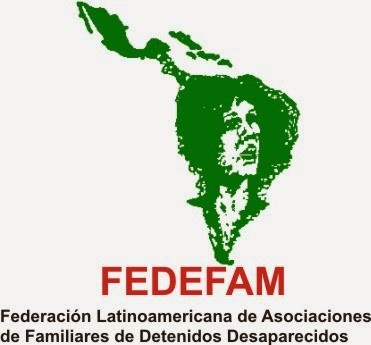 FEDEFAM
Federación Latinoamericana de Asociaciones
de Familiares de Detenidos Desaparecidos